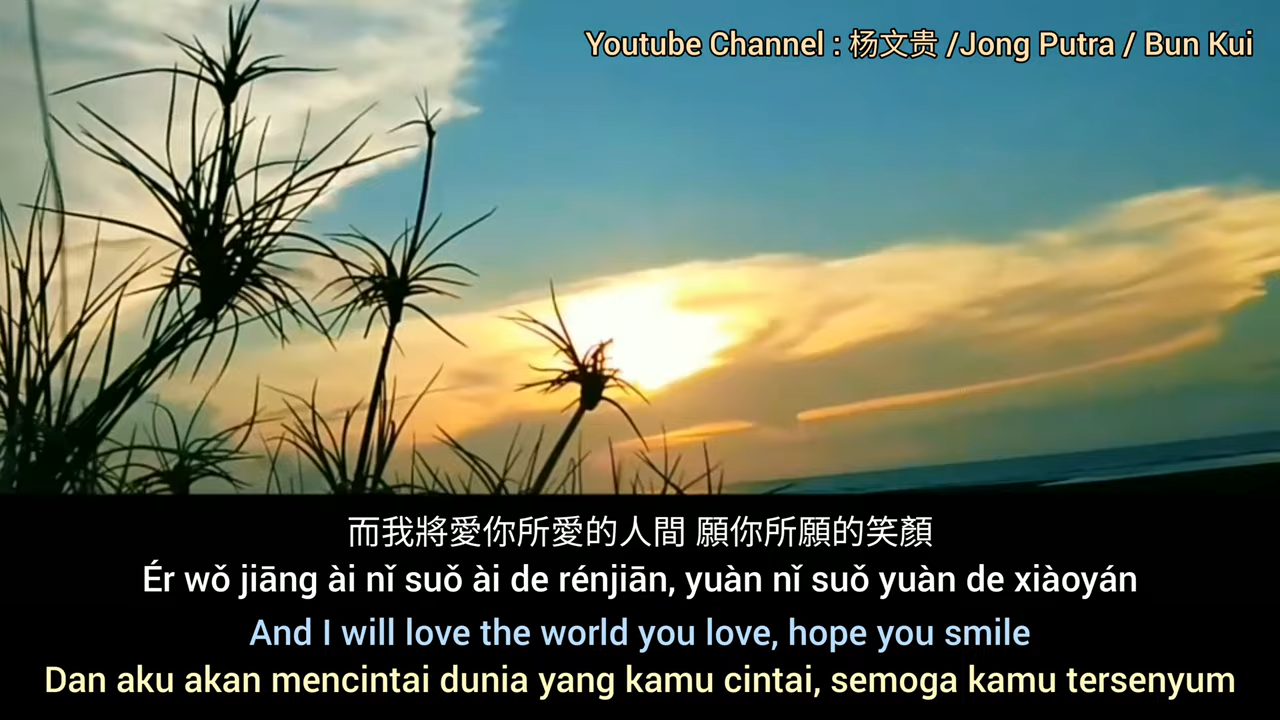 Youtube Channel : 杨文贵 /Jong Putra / Bun Kui
而我將愛你所愛的人間 願你所願的笑顏
Ér wǒ jiāng ài nǐ suǒ ài de rénjiān, yuàn nǐ suǒ yuàn de xiàoyán
And I will love the world you love, hope you smile
Dan aku akan mencintai dunia yang kamu cintai, semoga kamu tersenyum